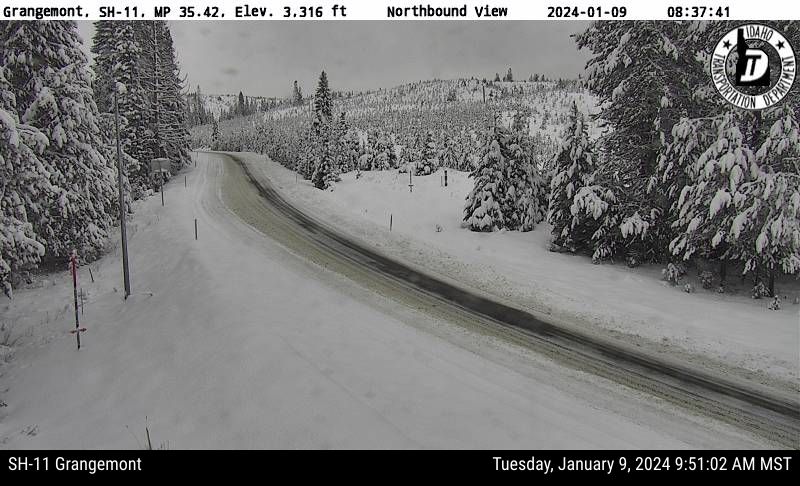 Grangemont, SH-11, MP 35.42, Elev. 3,316 ft Northbound View 2024-01-09 08:37:41
IDAHO
TRANSPORTATION DEPARTMENT
SH-11 Grangemont Tuesday, January 9, 2024 9:51:02 AM MST